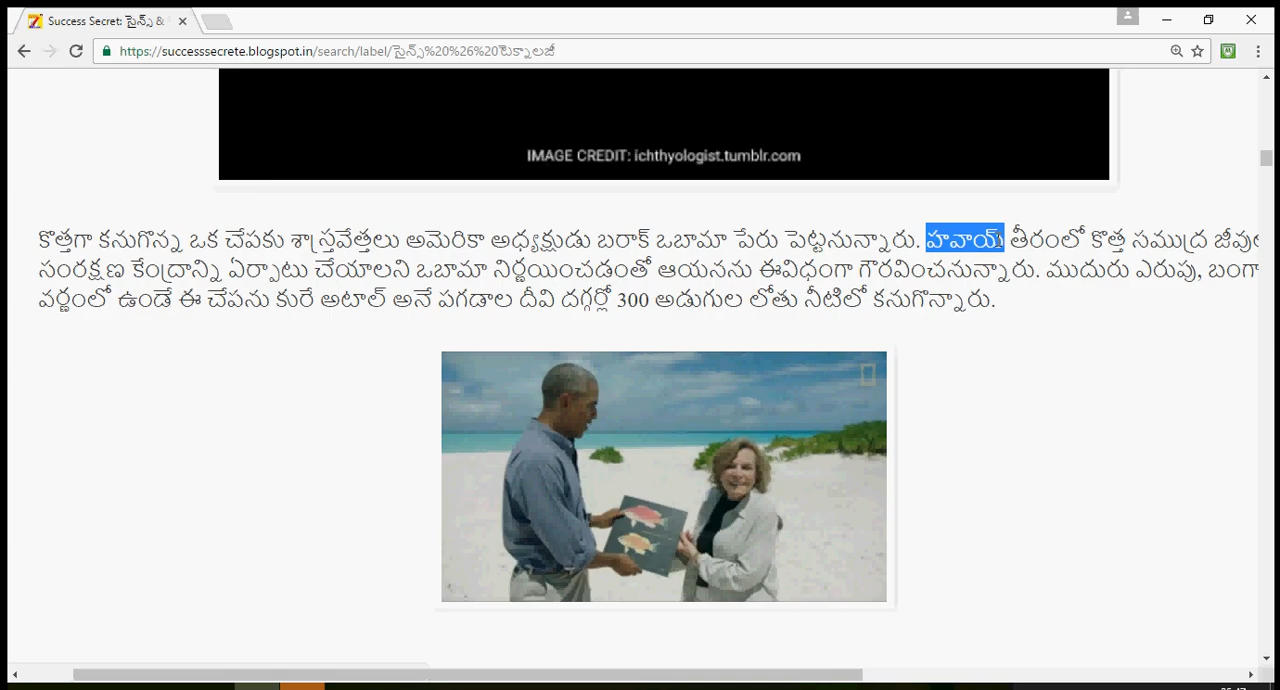 Success Secret: సైన్స్ &
https://successsecrete.blogspot.in/search/label/సైన్స్%20%26%20టెక్నాలజీ
IMAGE CREDIT: ichthyologist.tumblr.com
కొత్తగా కనుగొన్న ఒక చేపకు శాస్త్రవేత్తలు అమెరికా అధ్యక్షుడు బరాక్ ఒబామా పేరు పెట్టనున్నారు. హవాయ్ తీరంలో కొత్త సముద్ర
సంరక్షణ కేంద్రాన్ని ఏర్పాటు చేయాలని ఒబామా నిర్ణయించడంతో ఆయనను ఈవిధంగా గౌరవించనున్నారు. ముదురు ఎరుపు,
వర్ణంలో ఉండే ఈ చేపను కురే అటాల్ అనే పగడాల దీవి దగ్గర్లో 300 అడుగుల లోతు నీటిలో కనుగొన్నారు.